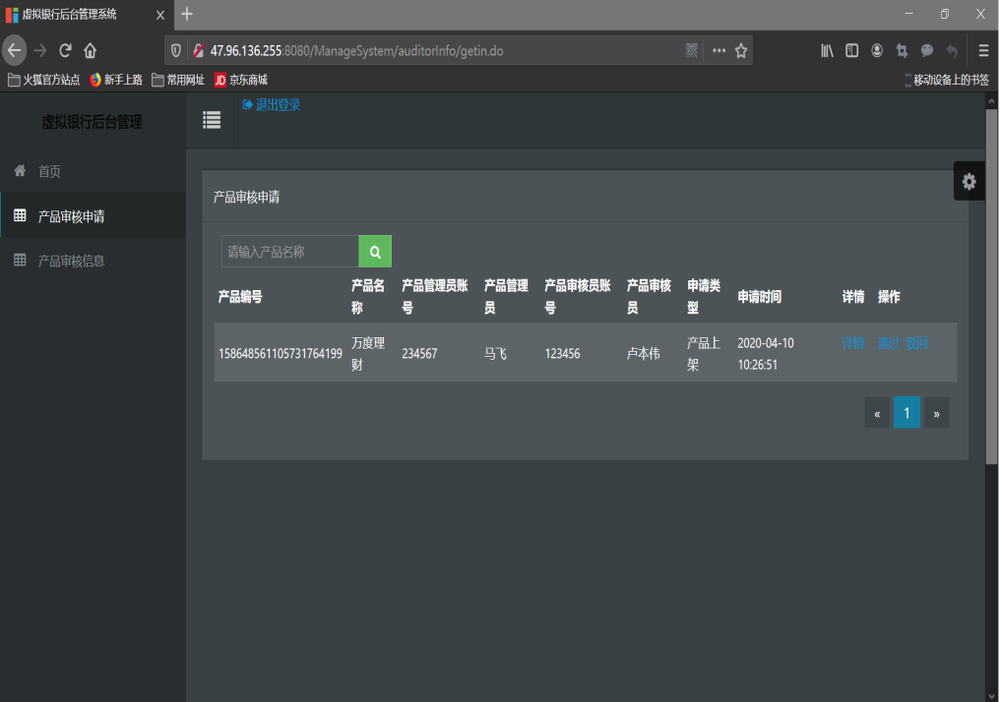 虚拟银行后台管理系统
47.96.136.255:8080/ManageSystem/auditorInfo/getin.do
火狐官方站点 新手上路 常用网址 JD 京东商城 移动设备上的书签
虚拟银行后台管理
退出登录
首页
产品审核申请
产品审核信息
产品审核申请
请输入产品名称
产品编号 产品名称 产品管理员账号 产品管理员 产品审核员账号 产品审核员 申请类型 申请时间 详情 操作
158648561105731764199 万度理财 234567 马飞 123456 卢本伟 产品上架 2020-04-10 10:26:51 详情 通过 驳回
« 1 »